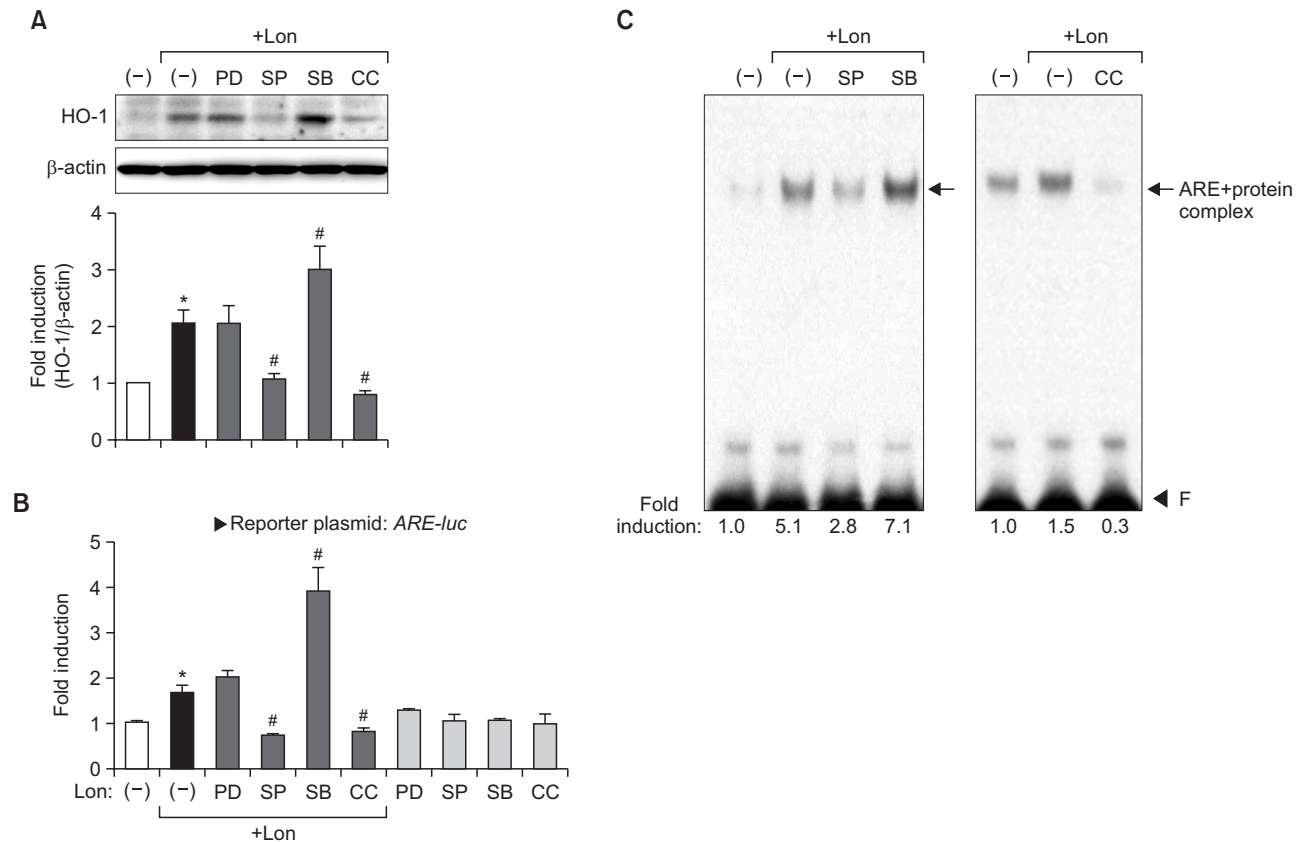 A
+Lon
(−) (−) PD SP SB CC
HO-1
β-actin
4
3
2
1
0
Fold induction
(HO-1/β-actin)
*
#
#
#
B
▶Reporter plasmid: ARE-luc
5
4
3
2
1
0
Fold induction
*
#
#
#
Lon: (−) (−) PD SP SB CC PD SP SB CC
+Lon
C
+Lon
(−) (−) SP SB
+Lon
(−) (−) CC
ARE+protein
complex
F
Fold
induction: 1.0 5.1 2.8 7.1
1.0 1.5 0.3